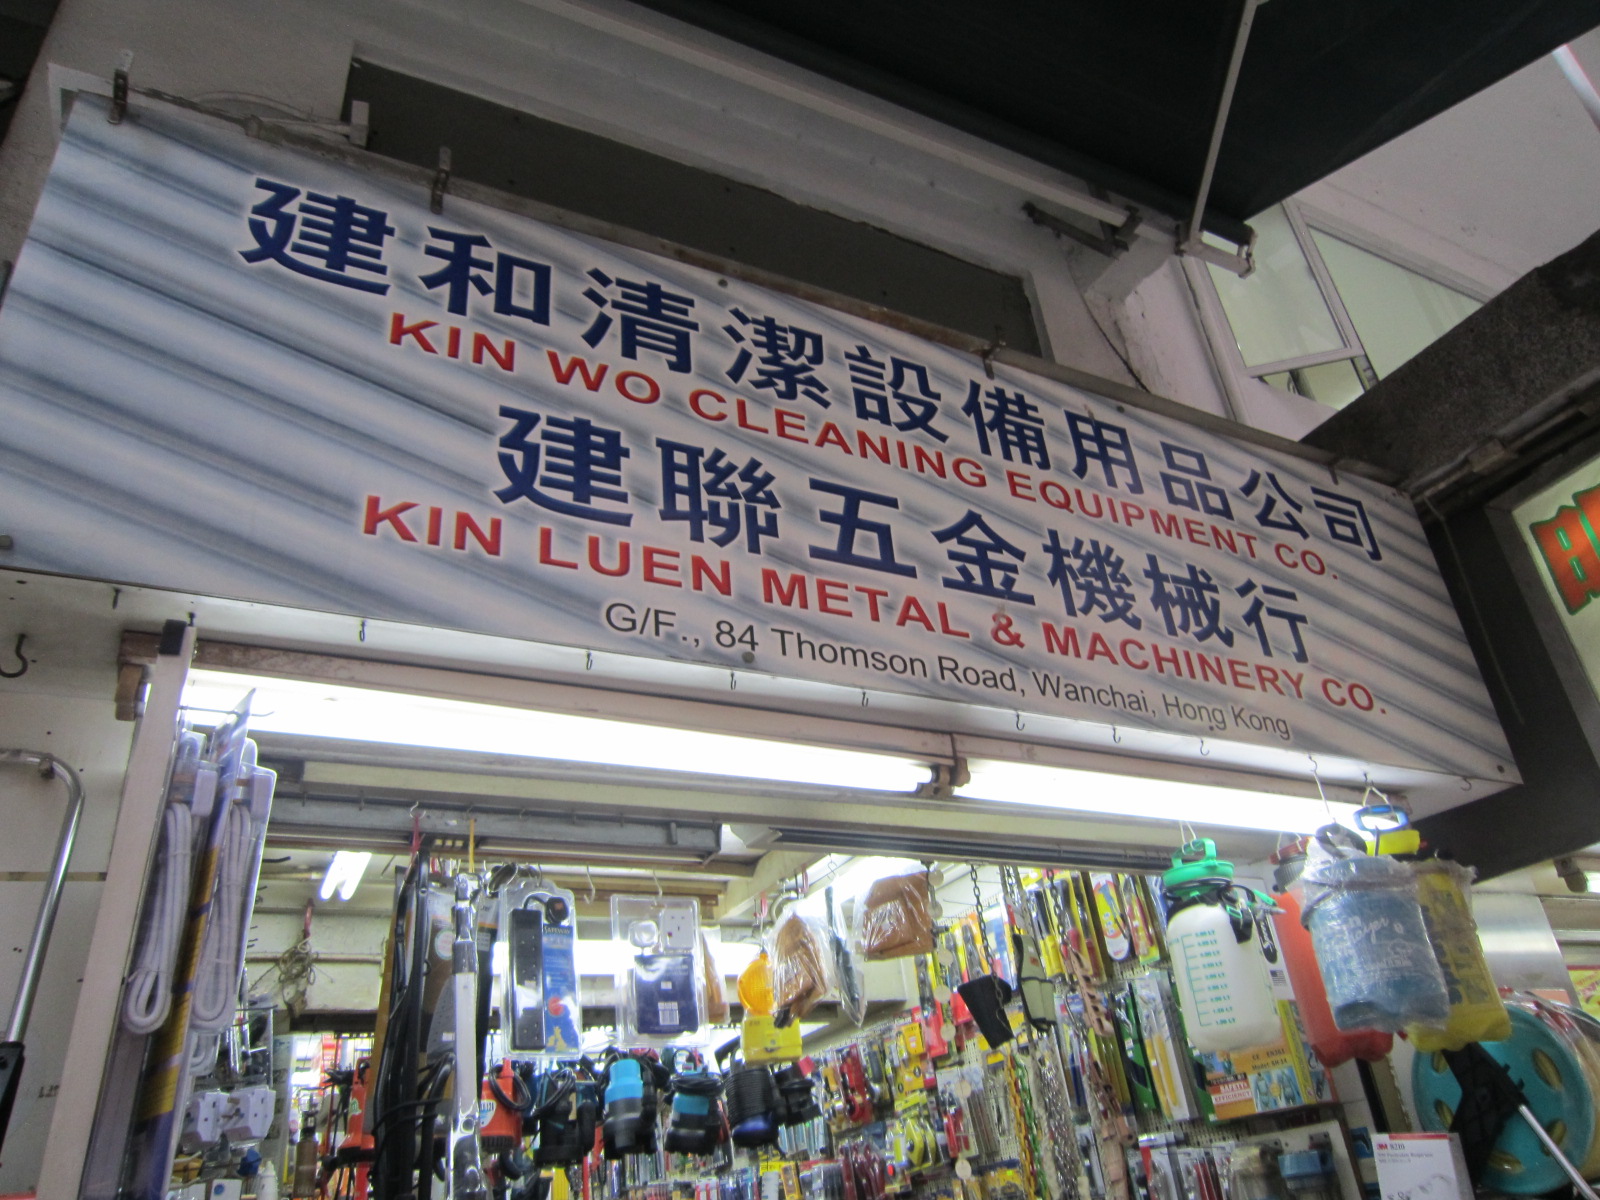 建和清潔設備用品公司
KIN WO CLEANING EQUIPMENT CO.
建聯五金機械行
KIN LUEN METAL & MACHINERY CO.
G/F., 84 Thomson Road, Wanchai, Hong Kong